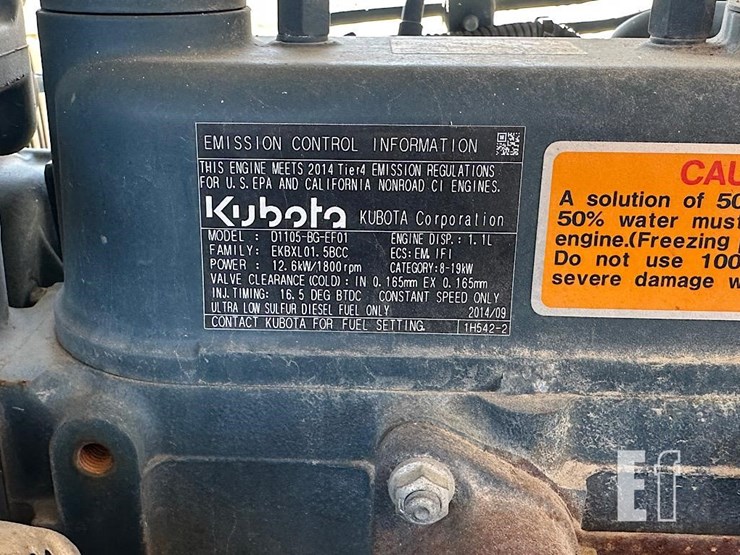 EMISSION CONTROL INFORMATION
THIS ENGINE MEETS 2014 Tier4 EMISSION REGULATIONS
FOR U.S. EPA AND CALIFORNIA NONROAD CI ENGINES.
Kubota KUBOTA Corporation
MODEL : D1105-BG-EF01 ENGINE DISP.: 1.1L
FAMILY: EKBXL01.5BCC ECS: EM, IFI
POWER : 12.6kW/1800rpm CATEGORY: 8-19kW
VALVE CLEARANCE (COLD) : IN 0.165mm EX 0.165mm
INJ. TIMING: 16.5 DEG BTDC CONSTANT SPEED ONLY
ULTRA LOW SULFUR DIESEL FUEL ONLY 2014/09
CONTACT KUBOTA FOR FUEL SETTING. 1H542-2
CAU
A solution of 50
50% water must
engine.(Freezing
Do not use 100
severe damage w
Ef